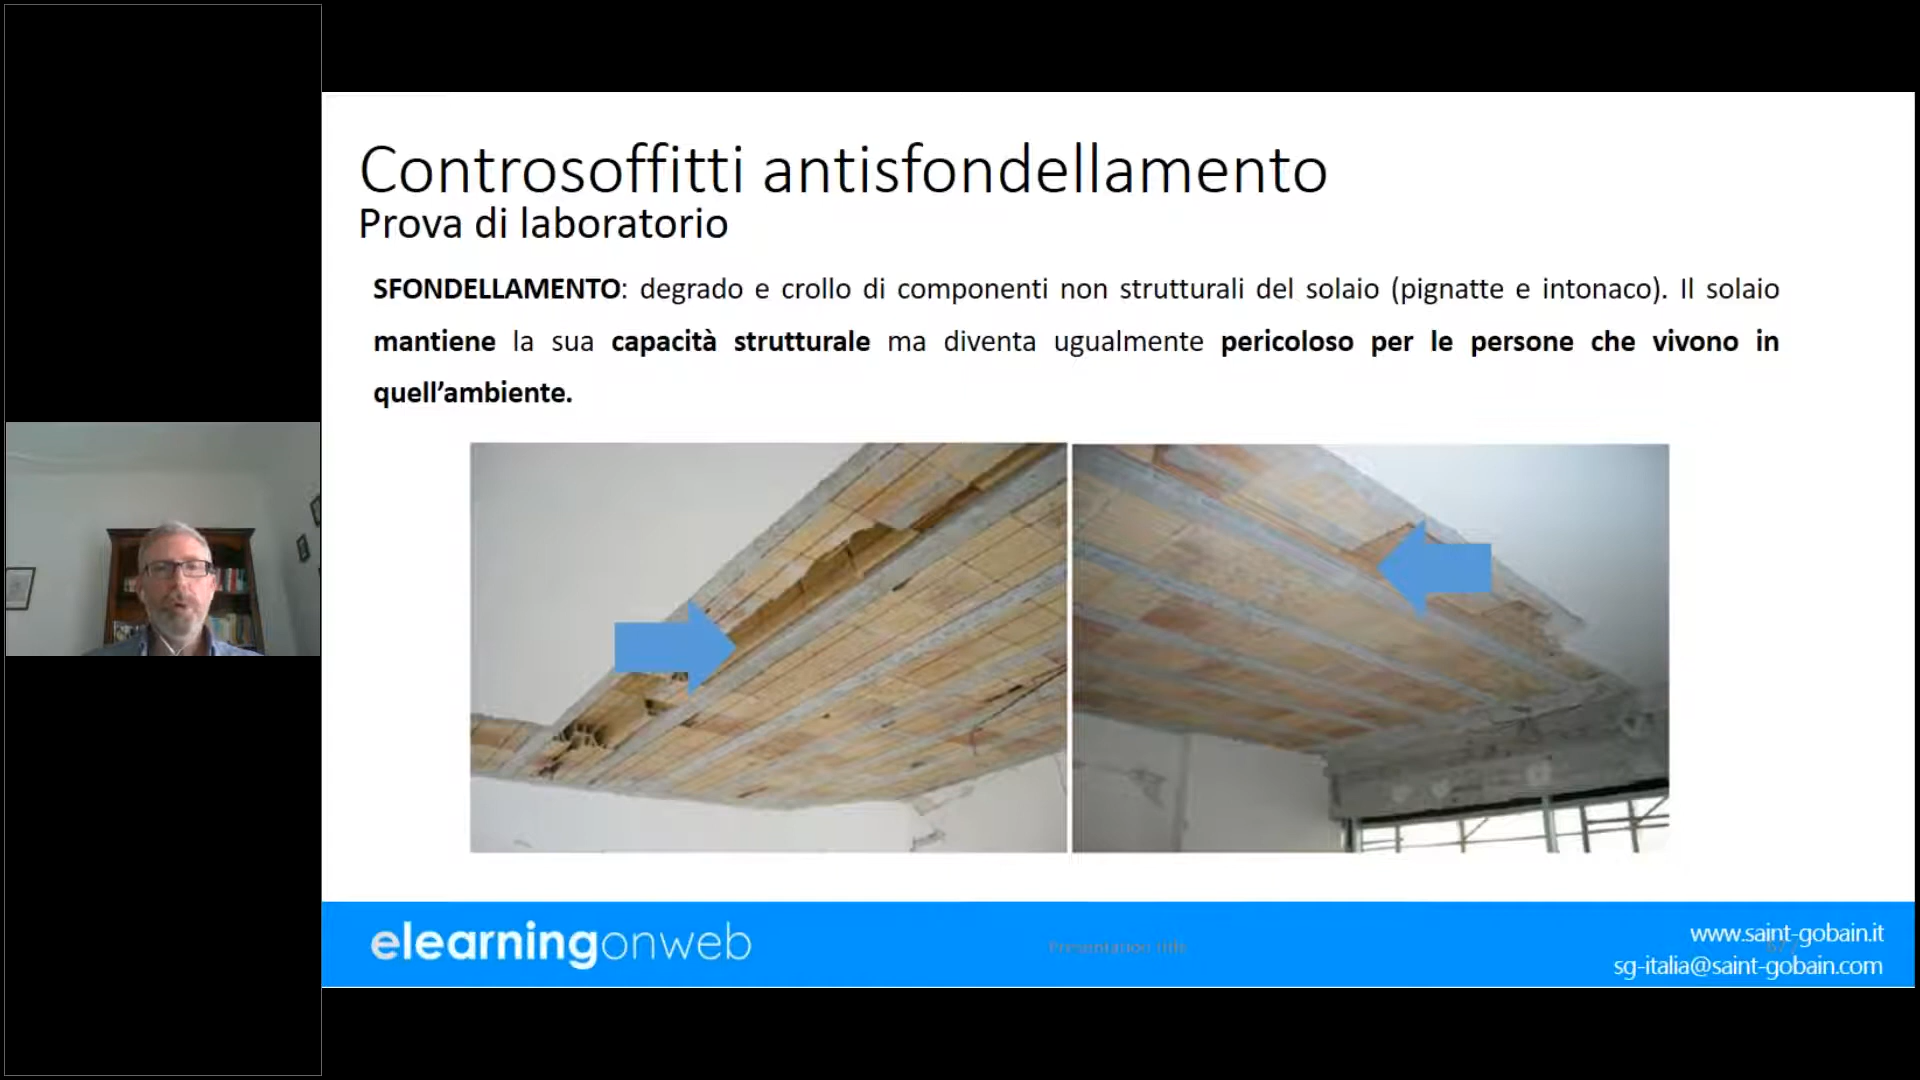 Controsoffitti antisfondellamento
Prova di laboratorio
SFONDELLAMENTO: degrado e crollo di componenti non strutturali del solaio (pignatte e intonaco). Il solaio
mantiene la sua capacità strutturale ma diventa ugualmente pericoloso per le persone che vivono in
quell’ambiente.
elearningonweb
Presentation title
www.saint-gobain.it
sg-italia@saint-gobain.com